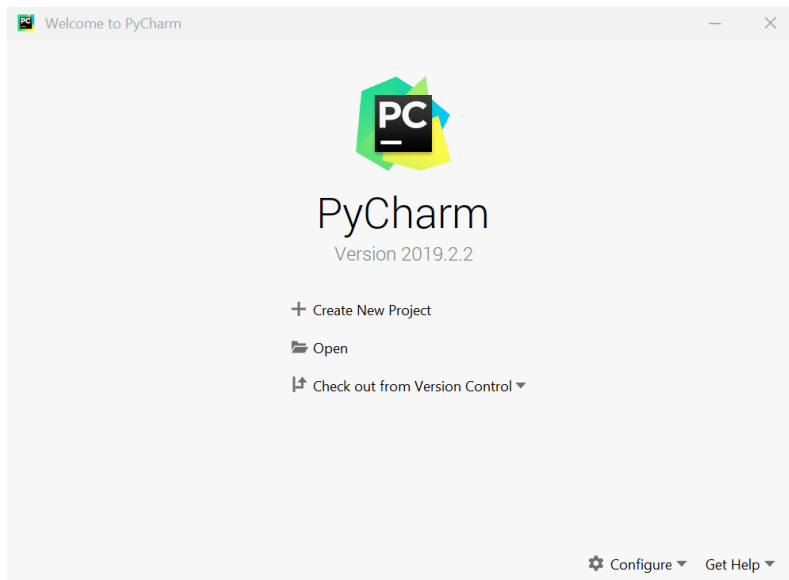 PC
Welcome to PyCharm
PC
PyCharm
Version 2019.2.2
Create New Project
Open
Check out from Version Control
Configure Get Help